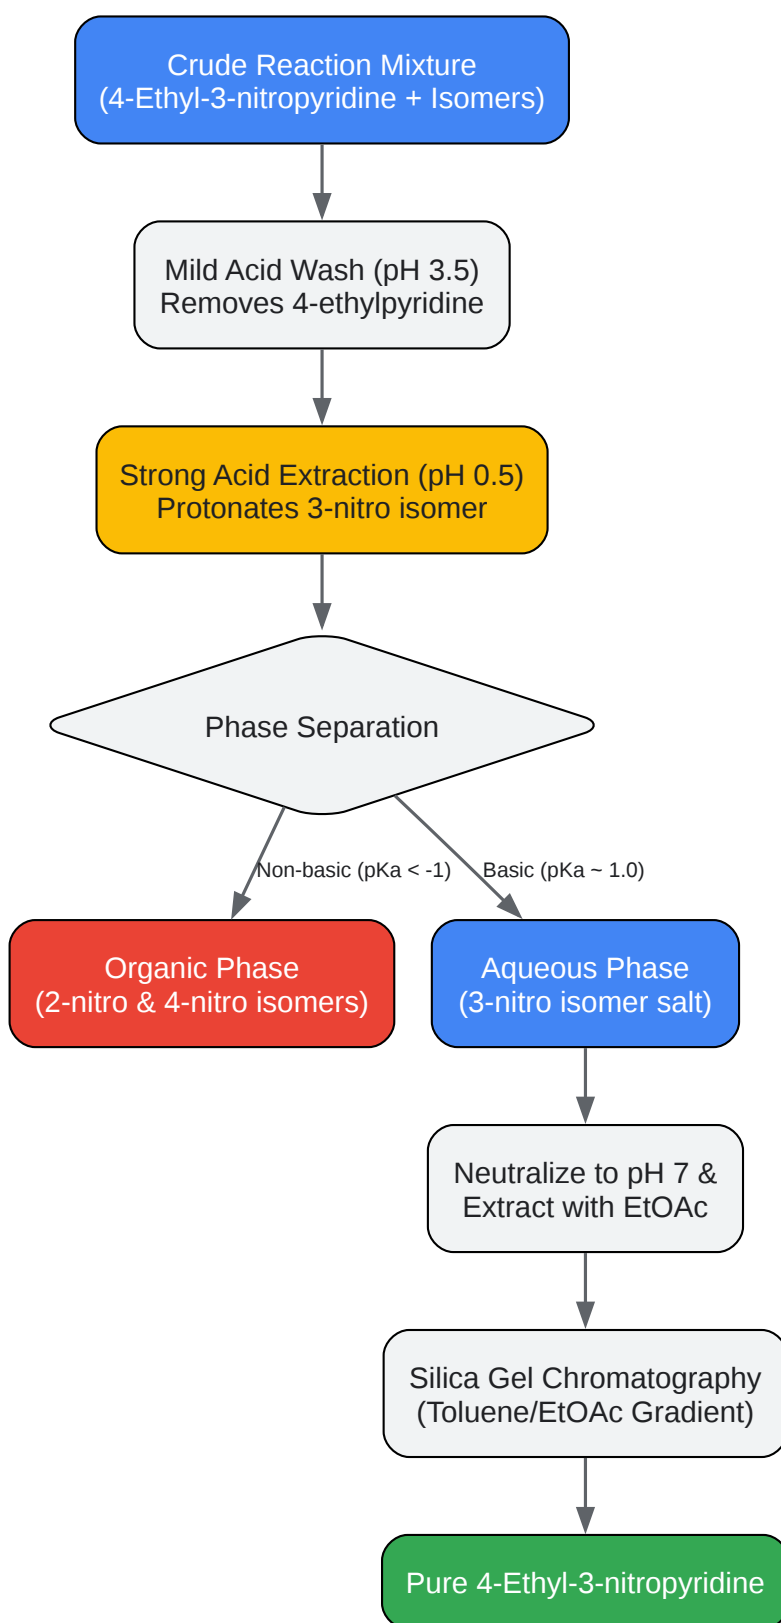 Crude Reaction Mixture
(4-Ethyl-3-nitropyridine + Isomers)
Mild Acid Wash (pH 3.5)
Removes 4-ethylpyridine
Strong Acid Extraction (pH 0.5)
Protonates 3-nitro isomer
Phase Separation
Non-basic (pKa < -1)
Basic (pKa ~ 1.0)
Organic Phase
(2-nitro & 4-nitro isomers)
Aqueous Phase
(3-nitro isomer salt)
Neutralize to pH 7 &
Extract with EtOAc
Silica Gel Chromatography
(Toluene/EtOAc Gradient)
Pure 4-Ethyl-3-nitropyridine